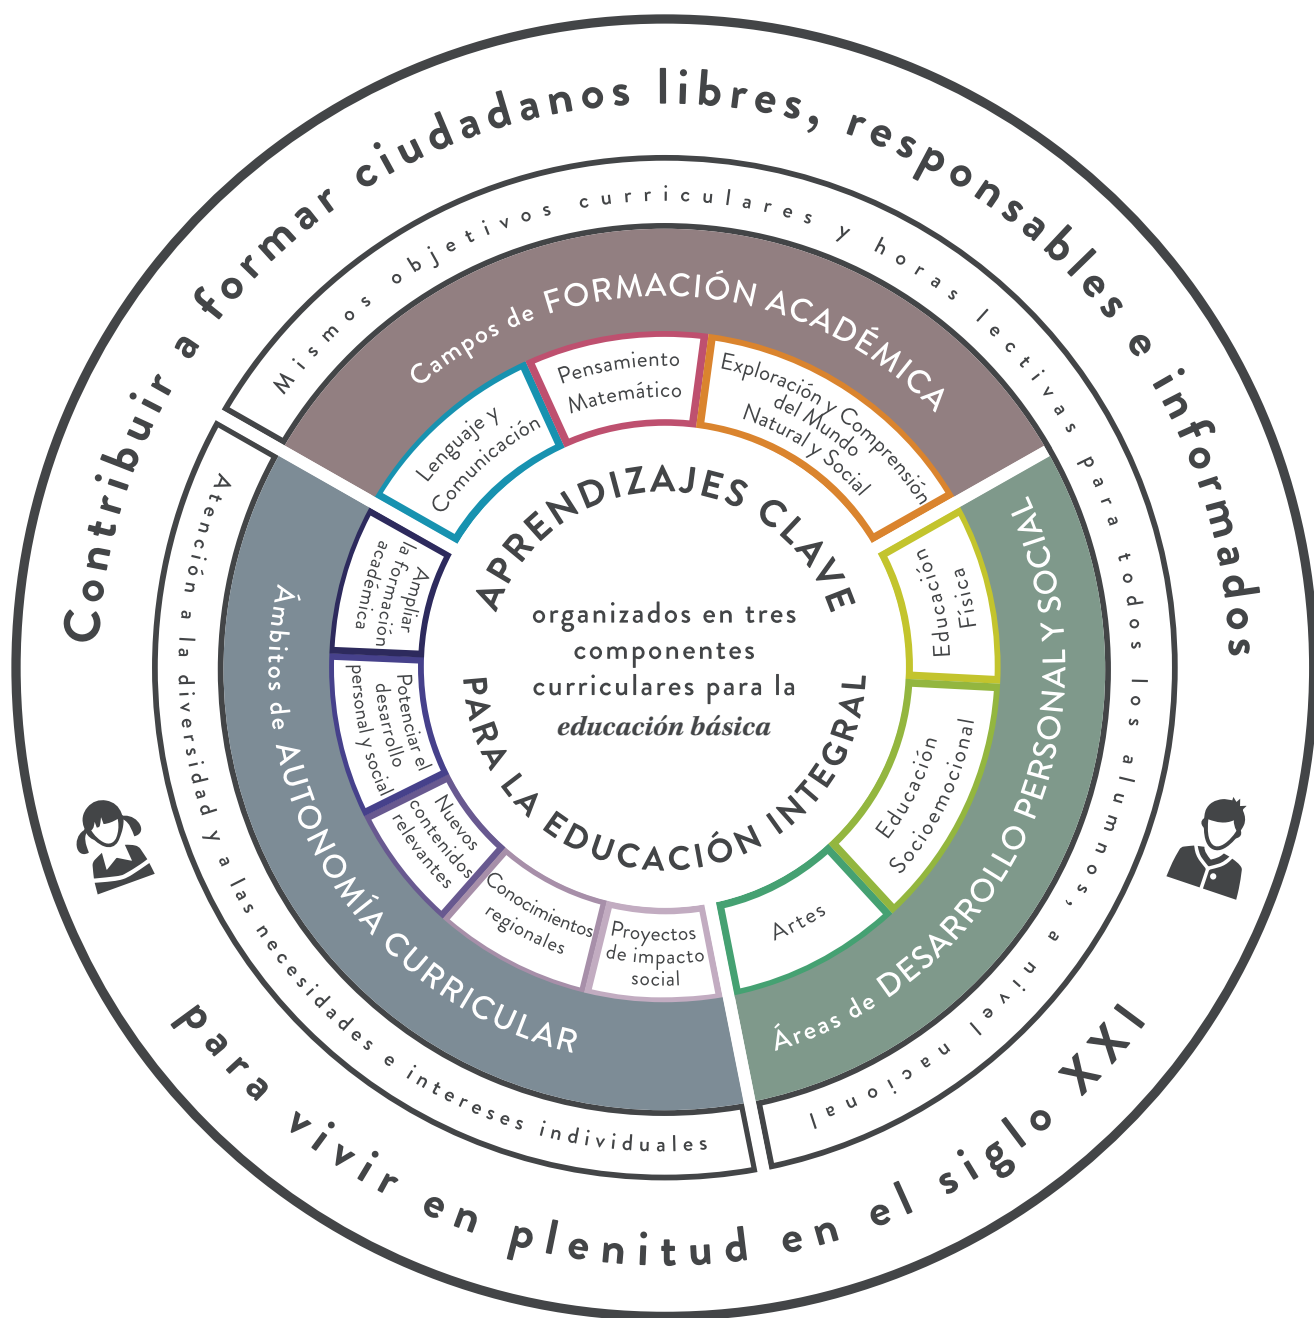 Contribuir a formar ciudadanos libres, responsables e informados
para vivir en plenitud en el siglo XXI
Mismos objetivos curriculares y horas lectivas para todos los alumnos, a nivel nacional
Atención a la diversidad y a las necesidades e intereses individuales
Campos de FORMACIÓN ACADÉMICA
Lenguaje y
Comunicación
Pensamiento
Matemático
Exploración y Comprensión
del Mundo
Natural y Social
Áreas de DESARROLLO PERSONAL Y SOCIAL
Educación
Física
Educación
Socioemocional
Artes
Ámbitos de AUTONOMÍA CURRICULAR
Ampliar
la formación
académica
Potenciar el
desarrollo
personal y social
Nuevos
contenidos
relevantes
Conocimientos
regionales
Proyectos
de impacto
social
APRENDIZAJES CLAVE
PARA LA EDUCACIÓN INTEGRAL
organizados en tres
componentes
curriculares para la
educación básica